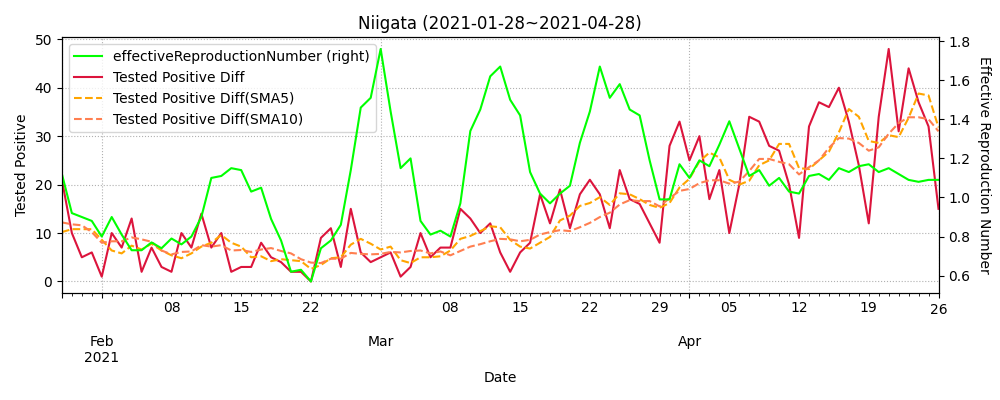 Niigata (2021-01-28~2021-04-28)
effectiveReproductionNumber (right)
Tested Positive Diff
Tested Positive Diff(SMA5)
Tested Positive Diff(SMA10)
Tested Positive
50
40
30
20
10
0
1.8
1.6
1.4
1.2
1.0
0.8
0.6
Effective Reproduction Number
08 15 22 08 15 22 29 05 12 19 26
Feb Mar Apr
2021
Date